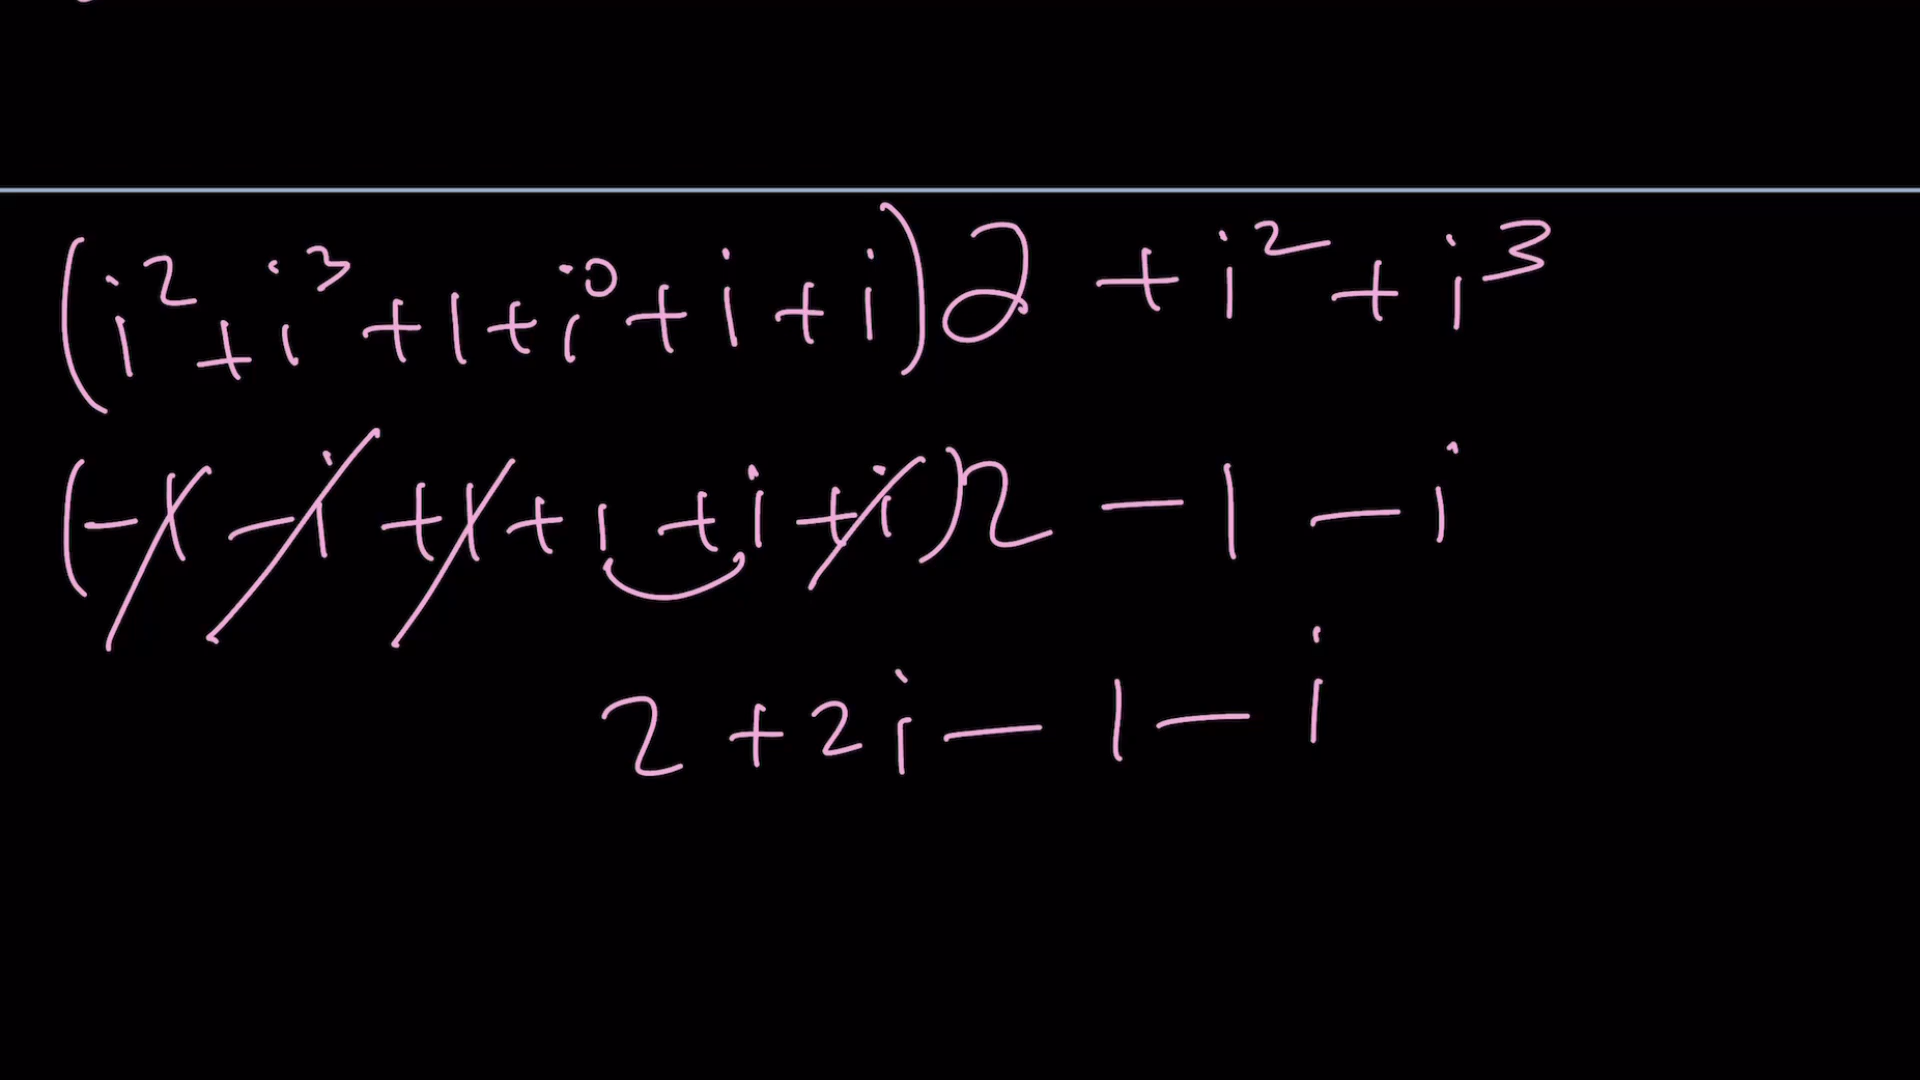 (i² + i³ + 1 + i⁰ + i + i) 2 + i² + i³
(-1 - i + 1 + 1 + i + i) 2 - 1 - i
2 + 2i - 1 - i